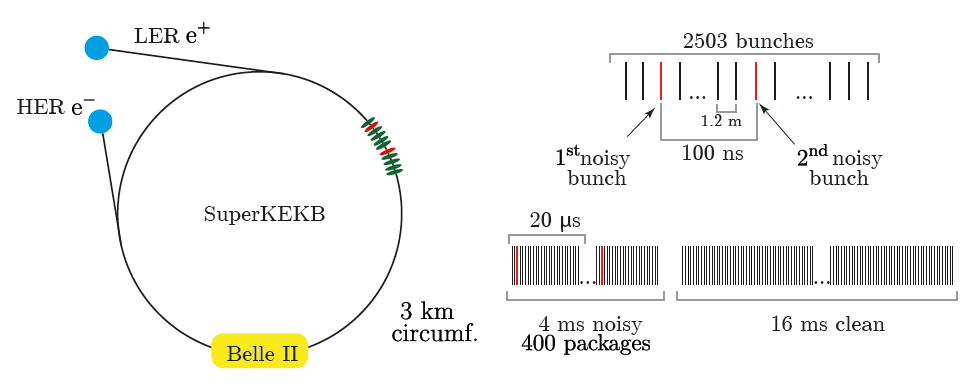 LER e⁺
HER e⁻
SuperKEKB
3 km
circumf.
Belle II
2503 bunches
...
...
1.2 m
100 ns
1ˢᵗ noisy
bunch
2ⁿᵈ noisy
bunch
20 µs
...
...
4 ms noisy
400 packages
16 ms clean